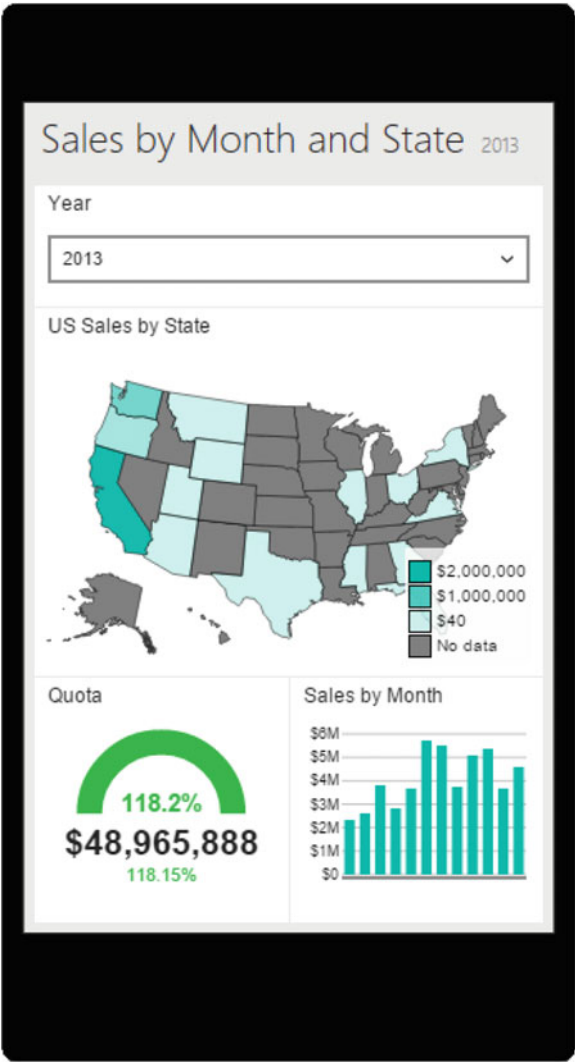 Sales by Month and State 2013
Year
2013
US Sales by State
$2,000,000
$1,000,000
$40
No data
Quota
118.2%
$48,965,888
118.15%
Sales by Month
$6M
$5M
$4M
$3M
$2M
$1M
$0